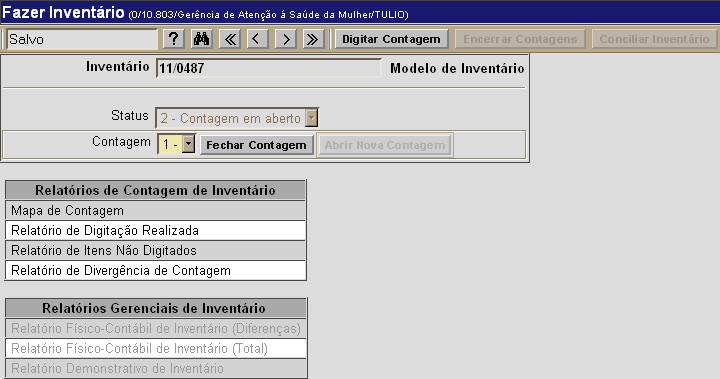 Fazer Inventário (0/10.803/Gerência de Atenção á Saúde da Mulher/TULIO)
Salvo ? « < > » Digitar Contagem Encerrar Contagens Conciliar Inventário
Inventário 11/0487 Modelo de Inventário
Status 2 - Contagem em aberto
Contagem 1 - Fechar Contagem Abrir Nova Contagem
Relatórios de Contagem de Inventário
Mapa de Contagem
Relatório de Digitação Realizada
Relatório de Itens Não Digitados
Relatório de Divergência de Contagem
Relatórios Gerenciais de Inventário
Relatório Físico-Contábil de Inventário (Diferenças)
Relatório Físico-Contábil de Inventário (Total)
Relatório Demonstrativo de Inventário